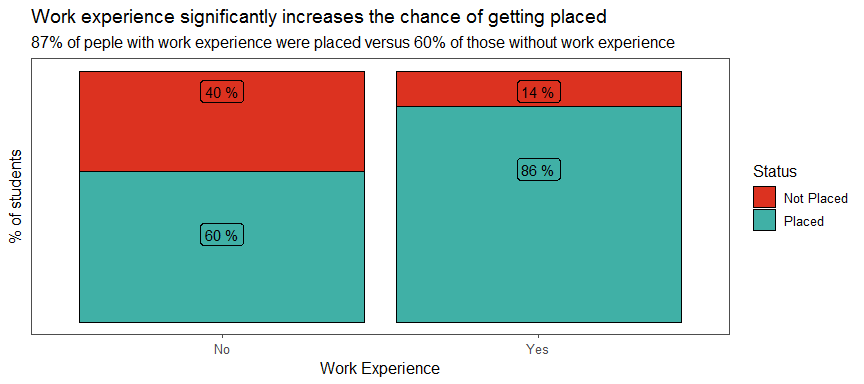 Work experience significantly increases the chance of getting placed
87% of peple with work experience were placed versus 60% of those without work experience
% of students
40 %
14 %
86 %
60 %
Status
Not Placed
Placed
No
Yes
Work Experience